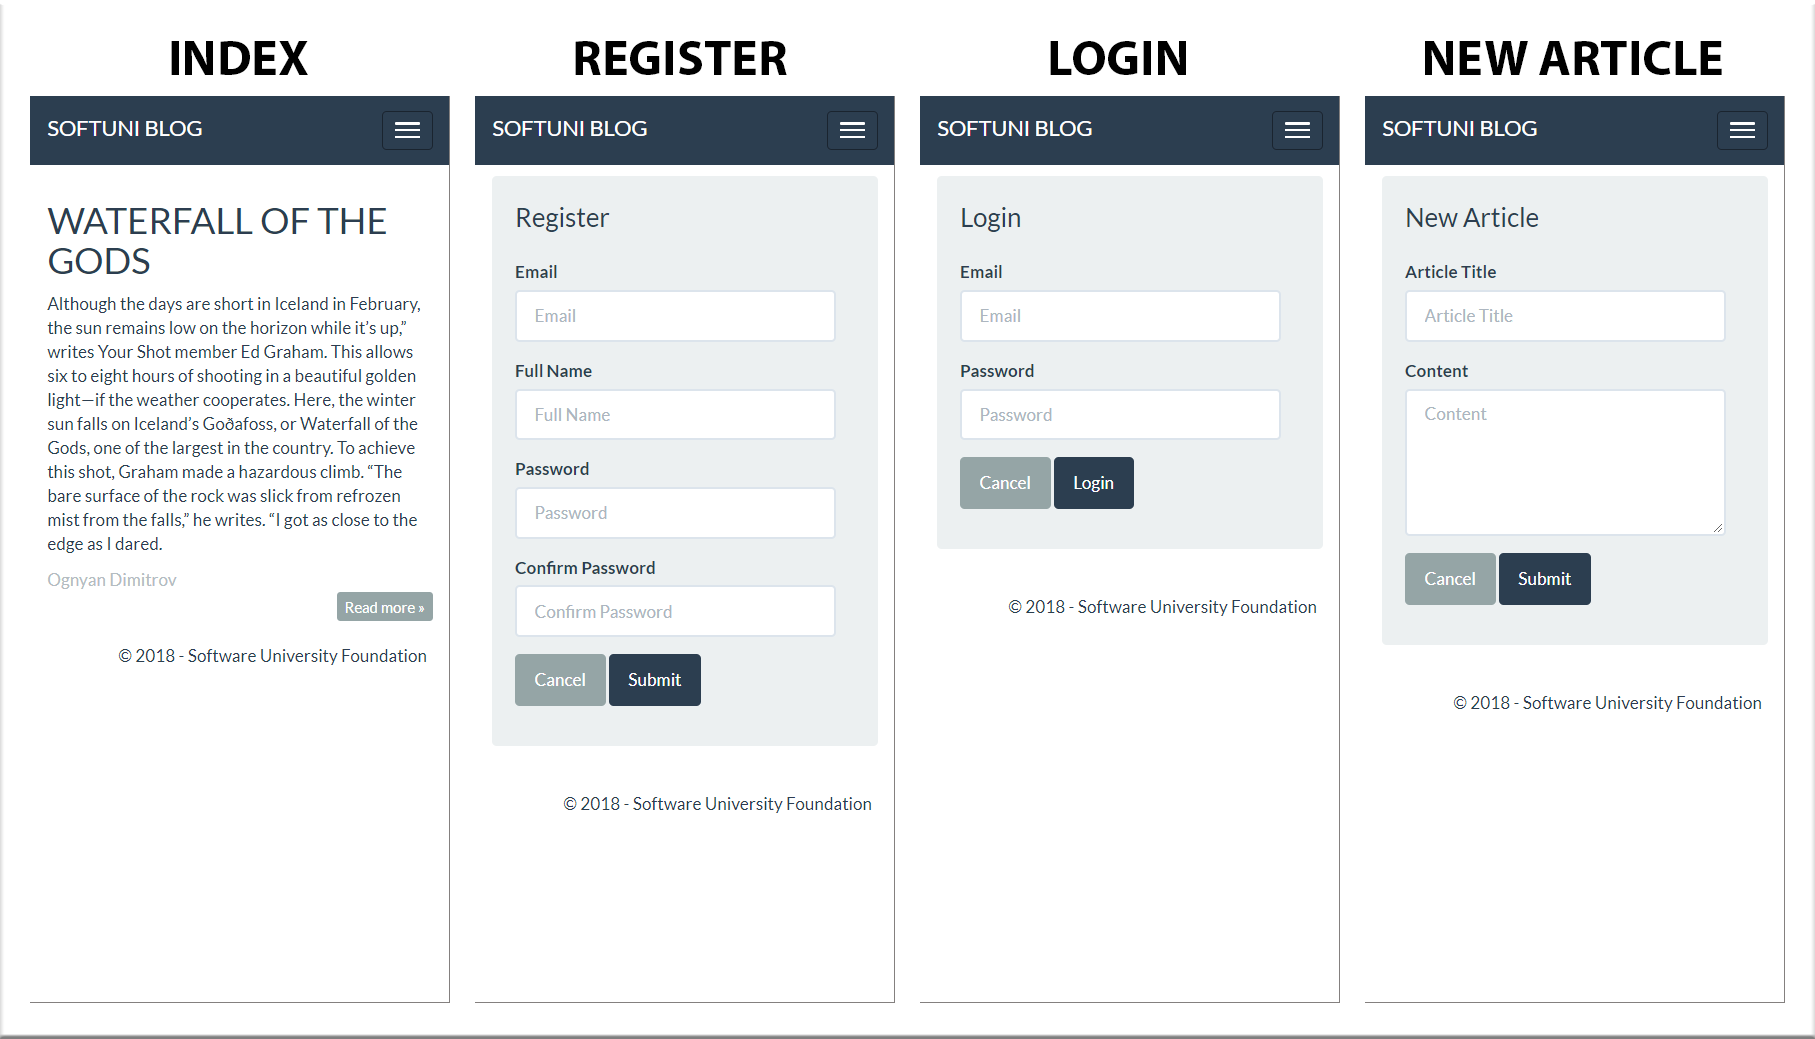 INDEX
SOFTUNI BLOG
WATERFALL OF THE
GODS
Although the days are short in Iceland in February,
the sun remains low on the horizon while it’s up,”
writes Your Shot member Ed Graham. This allows
six to eight hours of shooting in a beautiful golden
light—if the weather cooperates. Here, the winter
sun falls on Iceland’s Goðafoss, or Waterfall of the
Gods, one of the largest in the country. To achieve
this shot, Graham made a hazardous climb. “The
bare surface of the rock was slick from refrozen
mist from the falls,” he writes. “I got as close to the
edge as I dared.
Ognyan Dimitrov
Read more »
© 2018 - Software University Foundation
REGISTER
SOFTUNI BLOG
Register
Email
Email
Full Name
Full Name
Password
Password
Confirm Password
Confirm Password
Cancel Submit
© 2018 - Software University Foundation
LOGIN
SOFTUNI BLOG
Login
Email
Email
Password
Password
Cancel Login
© 2018 - Software University Foundation
NEW ARTICLE
SOFTUNI BLOG
New Article
Article Title
Article Title
Content
Content
Cancel Submit
© 2018 - Software University Foundation